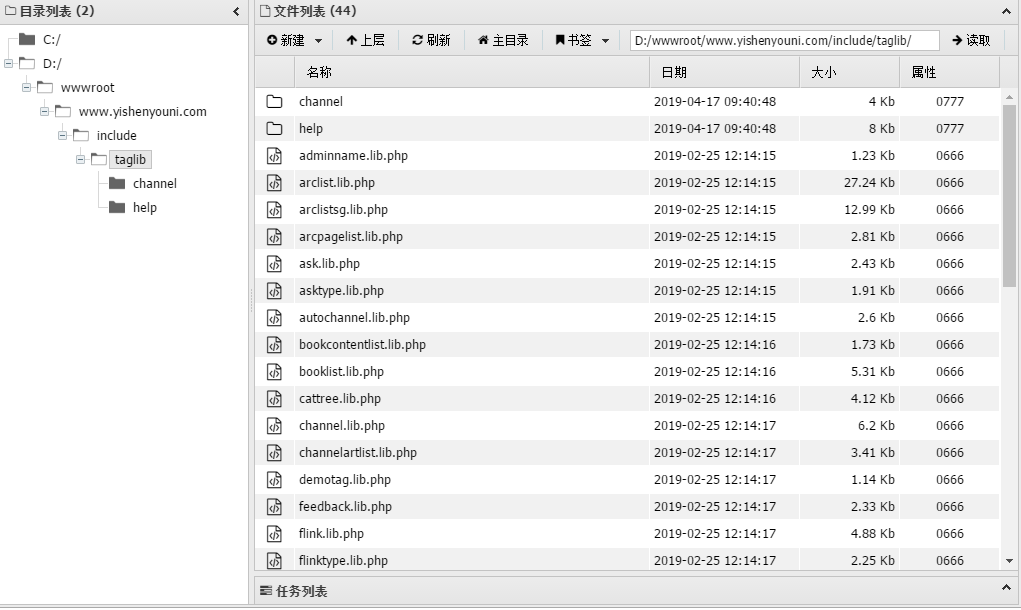 目录列表 (2)
C:/
D:/
wwwroot
www.yishenyouni.com
include
taglib
channel
help
文件列表 (44)
新建 上层 刷新 主目录 书签 D:/wwwroot/www.yishenyouni.com/include/taglib/ 读取
名称 日期 大小 属性
channel 2019-04-17 09:40:48 4 Kb 0777
help 2019-04-17 09:40:48 8 Kb 0777
adminname.lib.php 2019-02-25 12:14:15 1.23 Kb 0666
arclist.lib.php 2019-02-25 12:14:15 27.24 Kb 0666
arclistsg.lib.php 2019-02-25 12:14:15 12.99 Kb 0666
arcpagelist.lib.php 2019-02-25 12:14:15 2.81 Kb 0666
ask.lib.php 2019-02-25 12:14:15 2.43 Kb 0666
asktype.lib.php 2019-02-25 12:14:15 1.91 Kb 0666
autochannel.lib.php 2019-02-25 12:14:15 2.6 Kb 0666
bookcontentlist.lib.php 2019-02-25 12:14:16 1.73 Kb 0666
booklist.lib.php 2019-02-25 12:14:16 5.31 Kb 0666
cattree.lib.php 2019-02-25 12:14:16 4.12 Kb 0666
channel.lib.php 2019-02-25 12:14:17 6.2 Kb 0666
channelartlist.lib.php 2019-02-25 12:14:17 3.41 Kb 0666
demotag.lib.php 2019-02-25 12:14:17 1.14 Kb 0666
feedback.lib.php 2019-02-25 12:14:17 2.33 Kb 0666
flink.lib.php 2019-02-25 12:14:17 4.88 Kb 0666
flinktype.lib.php 2019-02-25 12:14:17 2.25 Kb 0666
任务列表